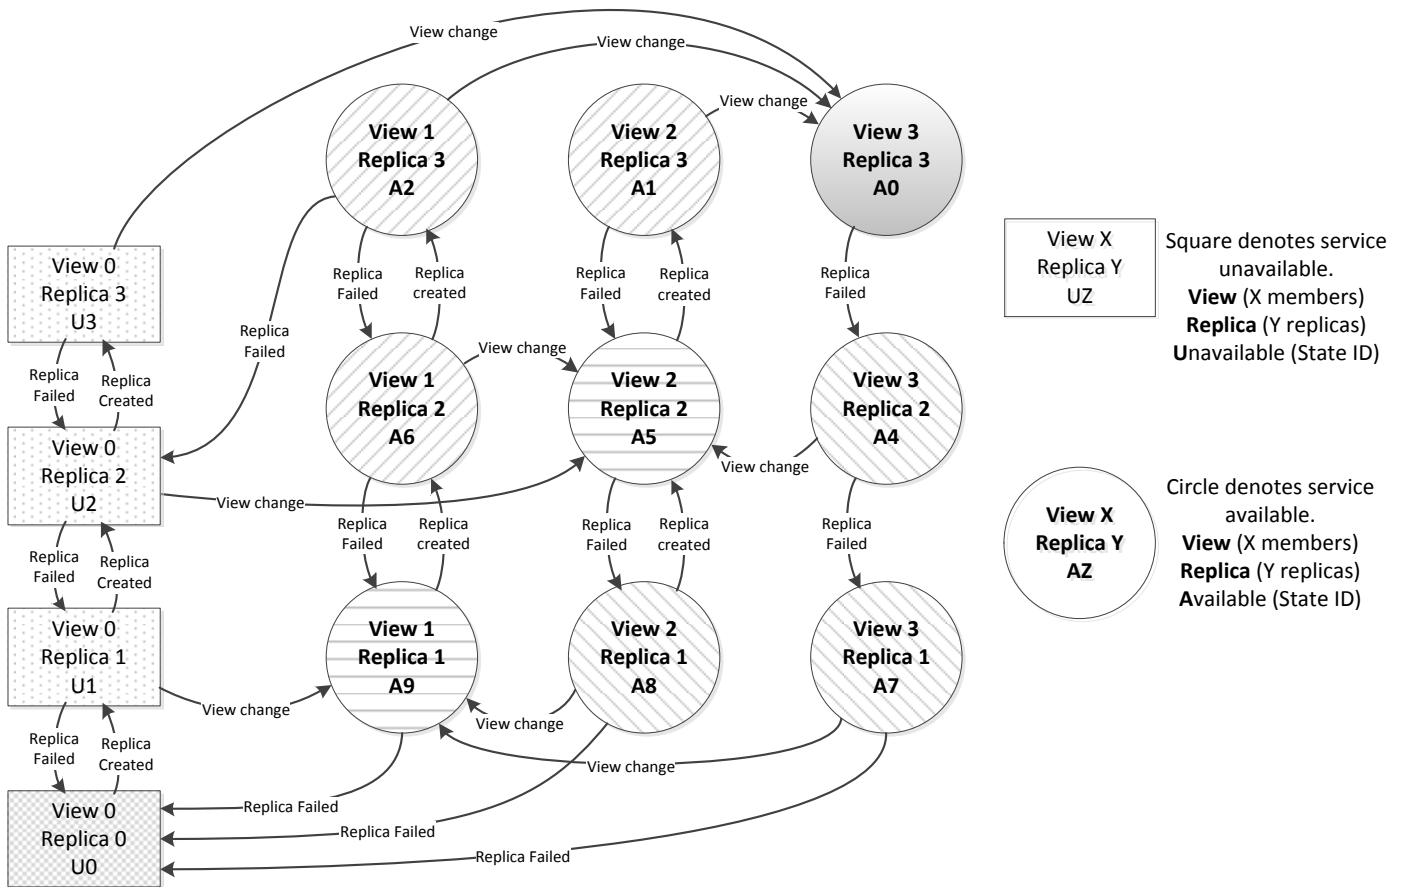 View change
View change
View change
View 1
Replica 3
A2
View 2
Replica 3
A1
View 3
Replica 3
A0
View X
Replica Y
UZ
Square denotes service
unavailable.
View (X members)
Replica (Y replicas)
Unavailable (State ID)
View 0
Replica 3
U3
Replica
Failed
Replica
created
Replica
Failed
Replica
created
Replica
Failed
Replica
Failed
Replica
Failed
Replica
Created
View change
View 1
Replica 2
A6
View 2
Replica 2
A5
View 3
Replica 2
A4
View 0
Replica 2
U2
View change
View change
Replica
Failed
Replica
created
Replica
Failed
Replica
created
Replica
Failed
View X
Replica Y
AZ
Circle denotes service
available.
View (X members)
Replica (Y replicas)
Available (State ID)
Replica
Failed
Replica
Created
View 0
Replica 1
U1
View 1
Replica 1
A9
View 2
Replica 1
A8
View 3
Replica 1
A7
View change
View change
View change
Replica
Failed
Replica
Created
View 0
Replica 0
U0
Replica Failed
Replica Failed
Replica Failed